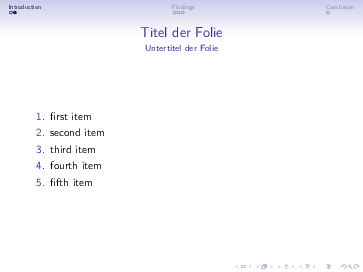 Introduction Findings Conclusion
Titel der Folie
Untertitel der Folie
1. first item
2. second item
3. third item
4. fourth item
5. fifth item